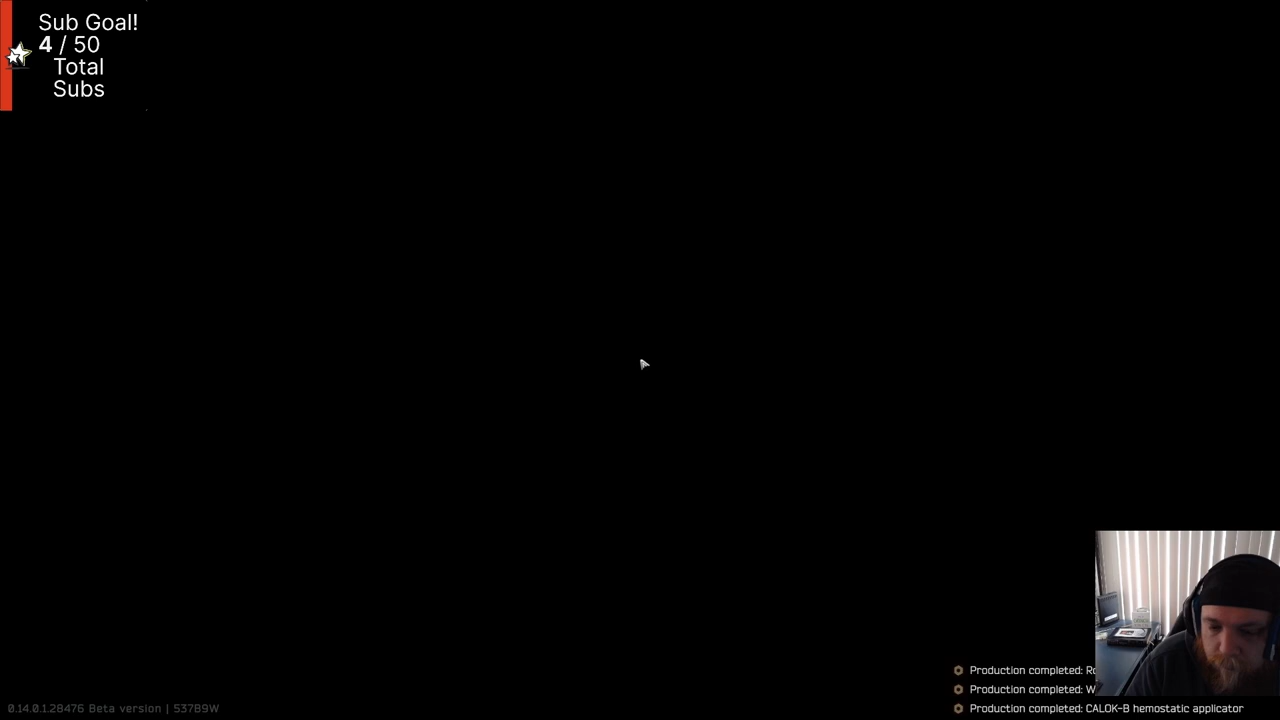 Sub Goal!
4 / 50
Total
Subs
Production completed:
Production completed:
Production completed: CALOK-B hemostatic applicator
0.14.0.1.28476 Beta version | 537B9W